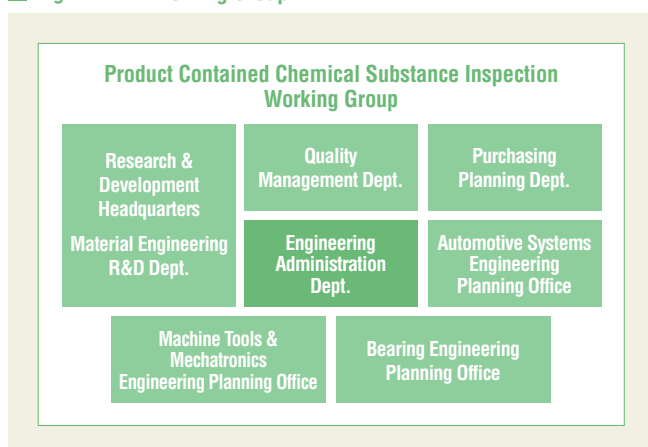 Product Contained Chemical Substance Inspection
Working Group
Research &
Development
Headquarters
Material Engineering
R&D Dept.
Quality
Management Dept.
Purchasing
Planning Dept.
Engineering
Administration
Dept.
Automotive Systems
Engineering
Planning Office
Machine Tools &
Mechatronics
Engineering Planning Office
Bearing Engineering
Planning Office